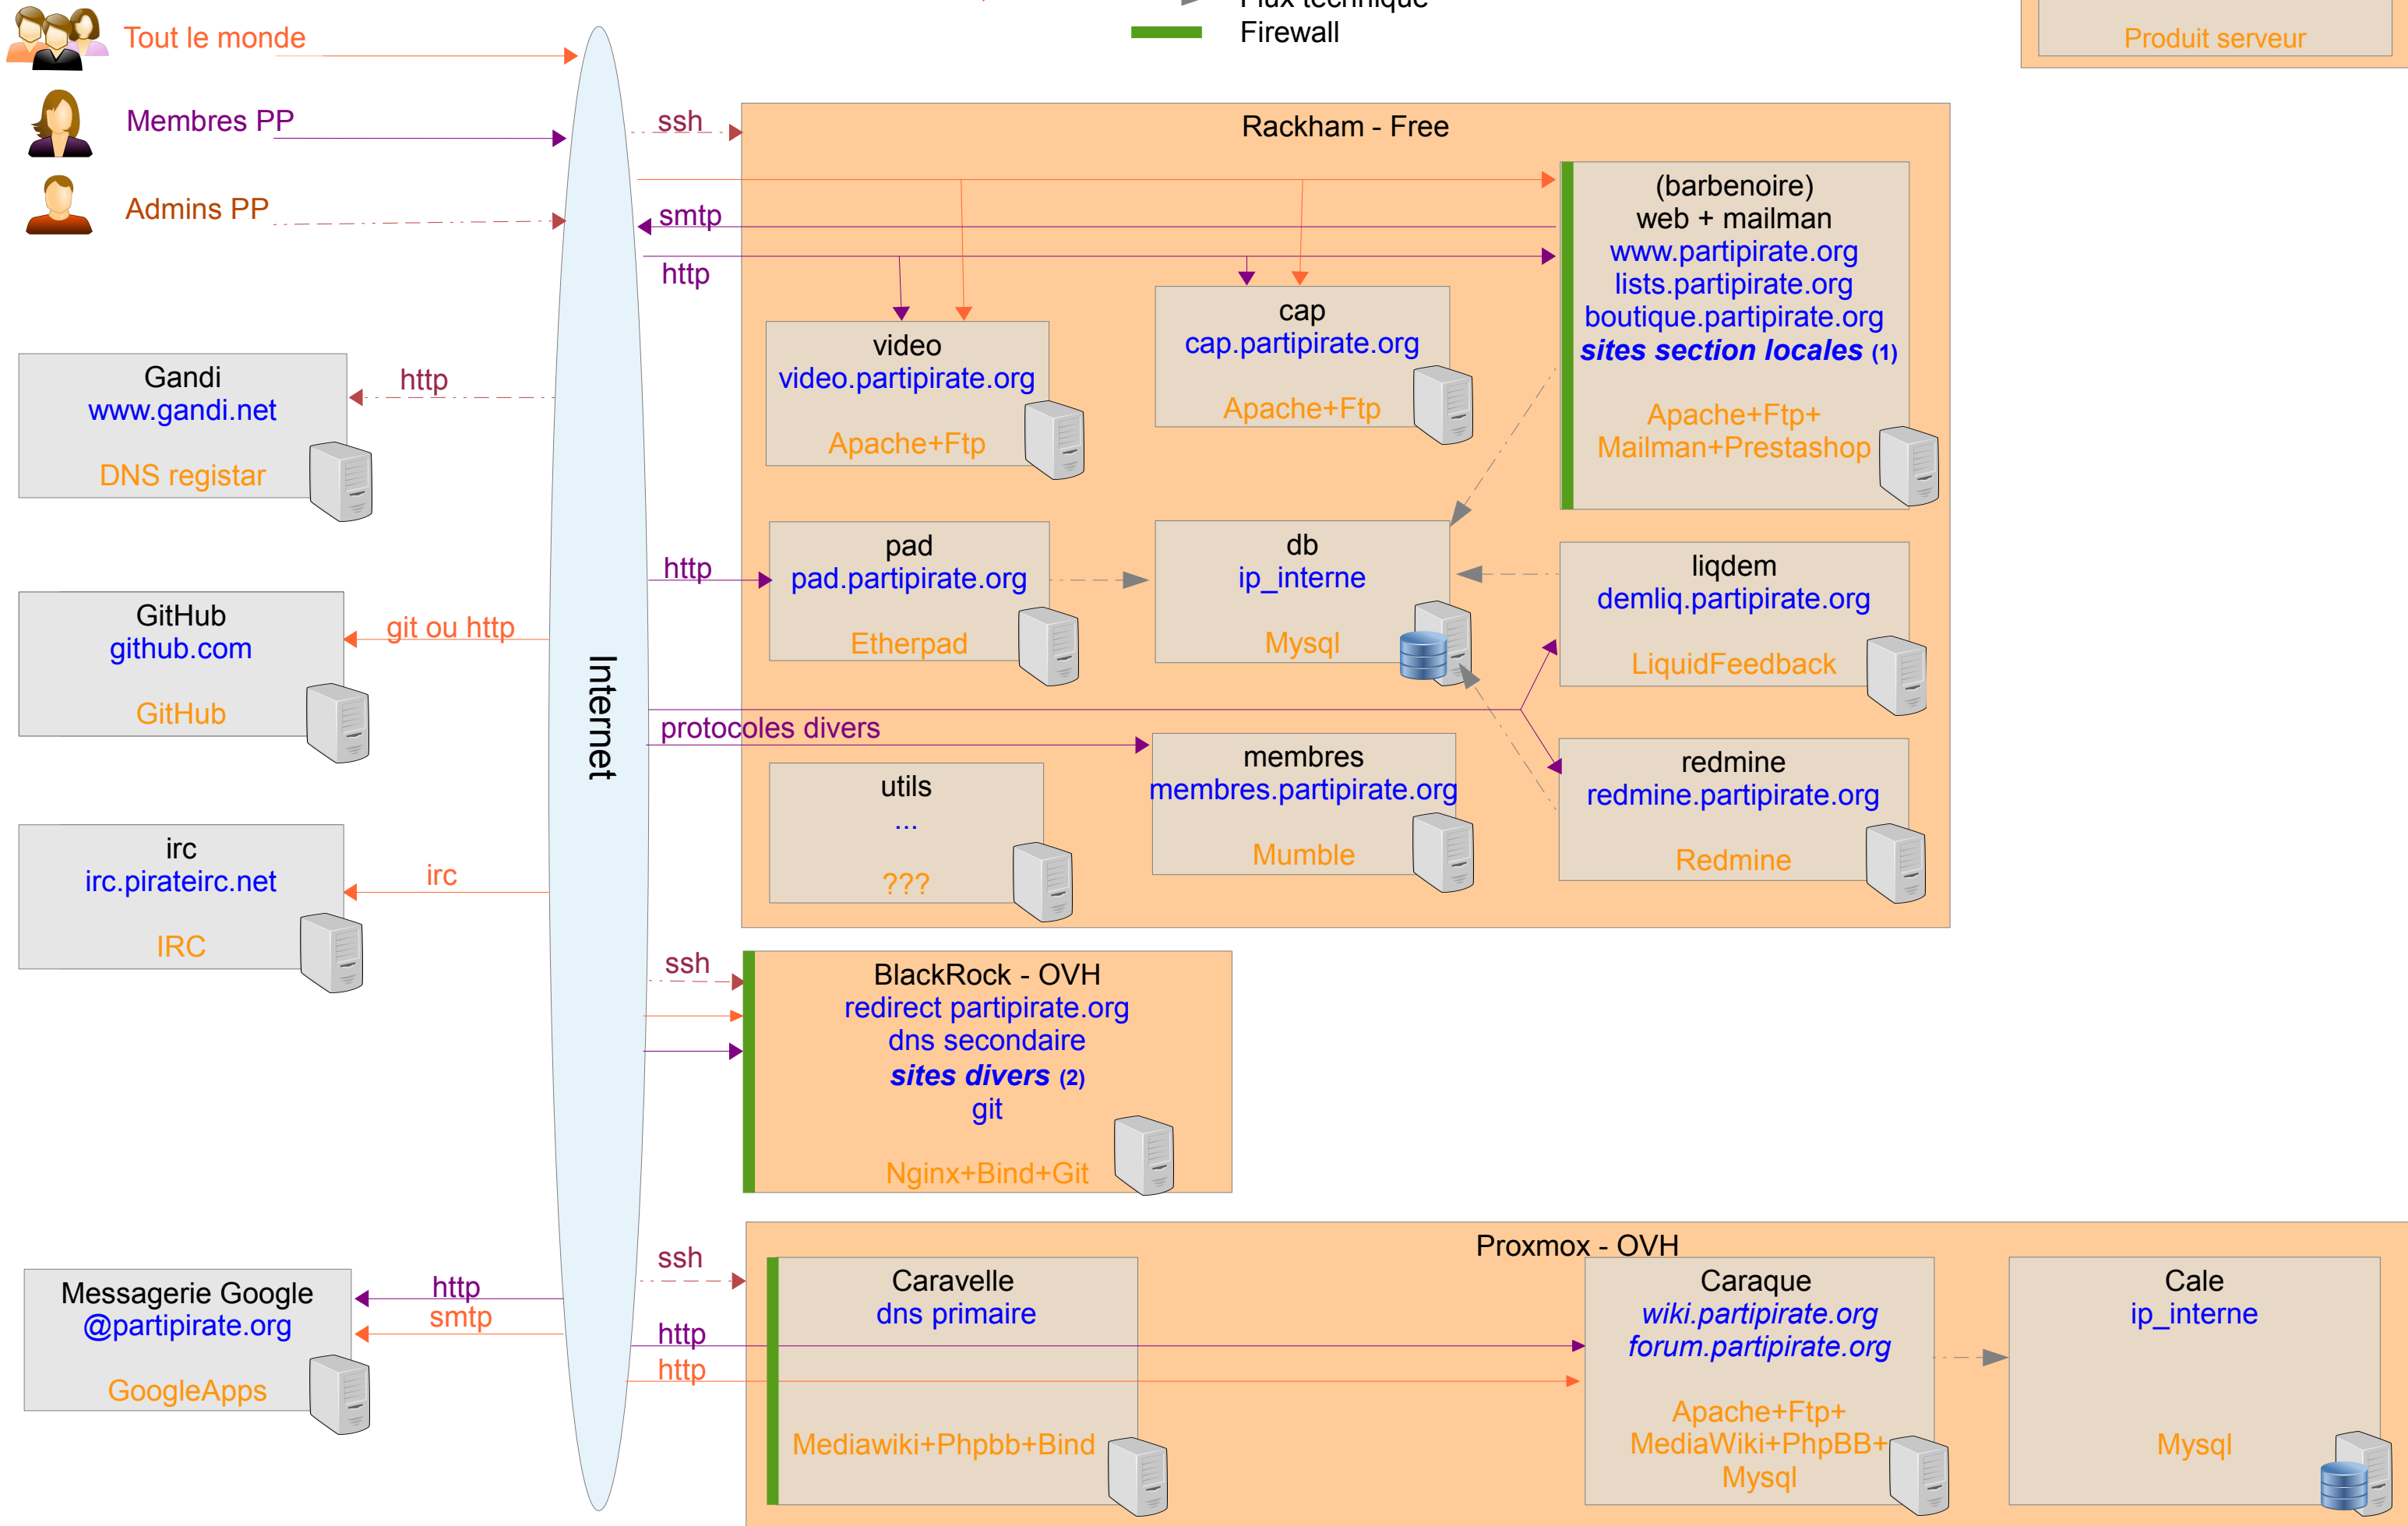 Flux technique
Firewall
Produit serveur
Tout le monde
Membres PP
Admins PP
Internet
Gandi
www.gandi.net
DNS registar
http
GitHub
github.com
GitHub
git ou http
irc
irc.pirateirc.net
IRC
irc
Messagerie Google
@partipirate.org
GoogleApps
http
smtp
ssh
Rackham - Free
smtp
http
video
video.partipirate.org
Apache+Ftp
cap
cap.partipirate.org
Apache+Ftp
(barbenoire)
web + mailman
www.partipirate.org
lists.partipirate.org
boutique.partipirate.org
sites section locales (1)
Apache+Ftp+
Mailman+Prestashop
http
pad
pad.partipirate.org
Etherpad
db
ip_interne
Mysql
liqdem
demliq.partipirate.org
LiquidFeedback
protocoles divers
utils
...
???
membres
membres.partipirate.org
Mumble
redmine
redmine.partipirate.org
Redmine
ssh
BlackRock - OVH
redirect partipirate.org
dns secondaire
sites divers (2)
git
Nginx+Bind+Git
Proxmox - OVH
ssh
http
http
Caravelle
dns primaire
Mediawiki+Phpbb+Bind
Caraque
wiki.partipirate.org
forum.partipirate.org
Apache+Ftp+
MediaWiki+PhpBB+
Mysql
Cale
ip_interne
Mysql